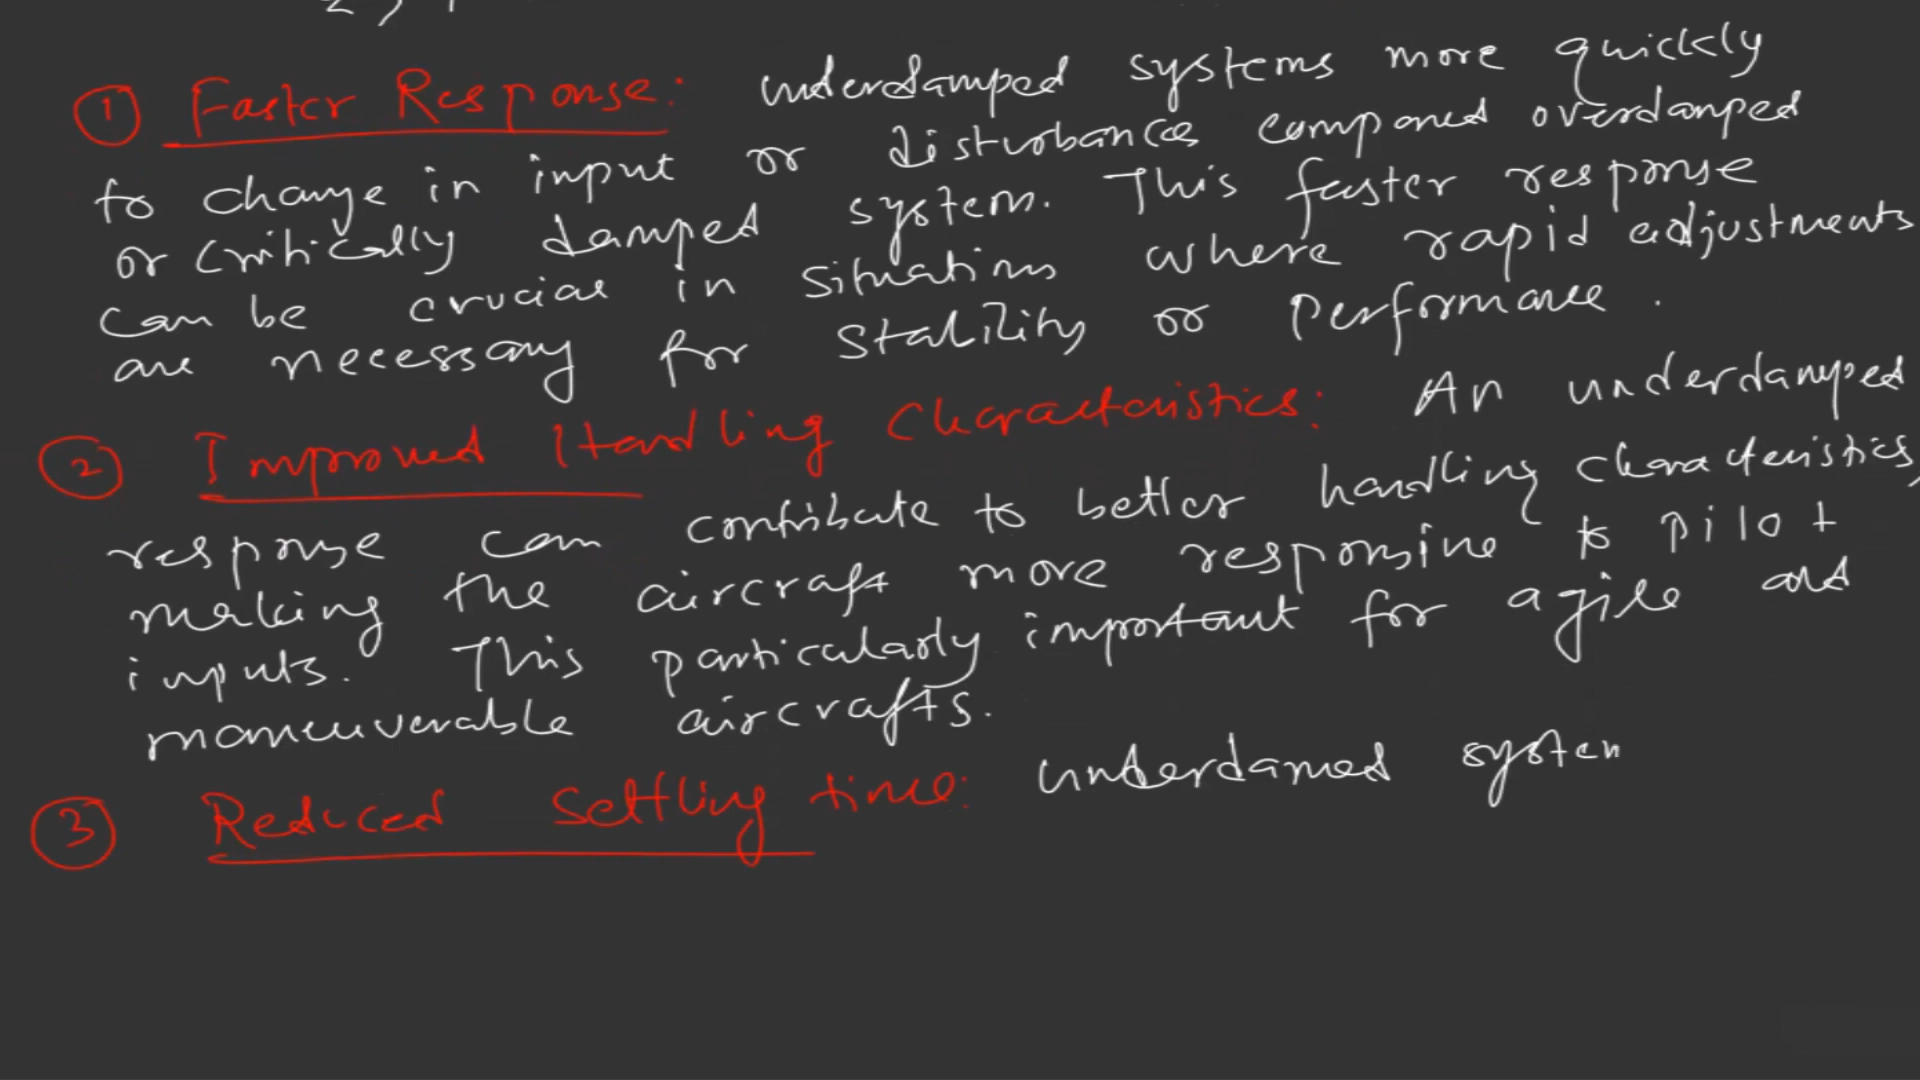 ① Faster Response: underdamped systems more quickly
to change in input or disturbances compared overdamped
or critically damped system. This faster response
can be crucial in situations where rapid adjustments
are necessary for stability or performance.
② Improved Handling Characteristics: An underdamped
response can contribute to better handling characteristics,
making the aircraft more responsive to pilot
inputs. This particularly important for agile and
maneuverable aircrafts.
③ Reduced Settling time: underdamed system